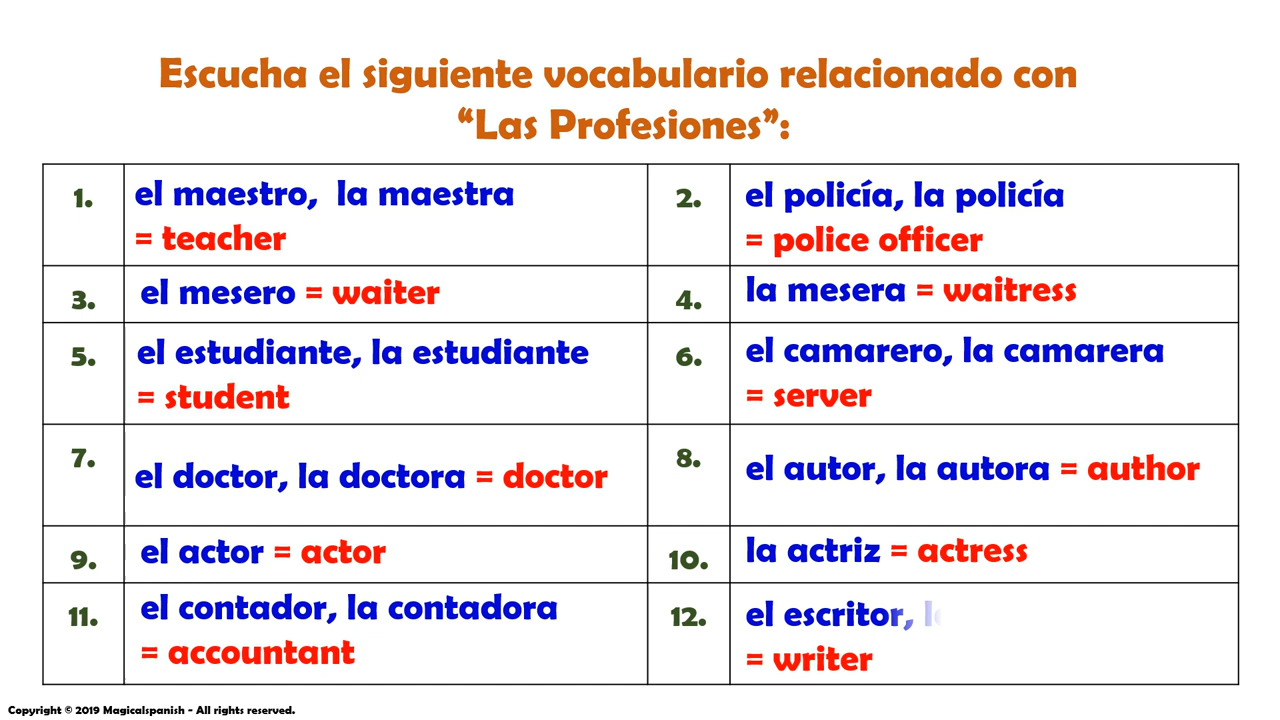 Escucha el siguiente vocabulario relacionado con
“Las Profesiones”:
1. el maestro, la maestra
= teacher
2. el policía, la policía
= police officer
3. el mesero = waiter
4. la mesera = waitress
5. el estudiante, la estudiante
= student
6. el camarero, la camarera
= server
7. el doctor, la doctora = doctor
8. el autor, la autora = author
9. el actor = actor
10. la actriz = actress
11. el contador, la contadora
= accountant
12. el escritor,
= writer
Copyright © 2019 Magicalspanish - All rights reserved.